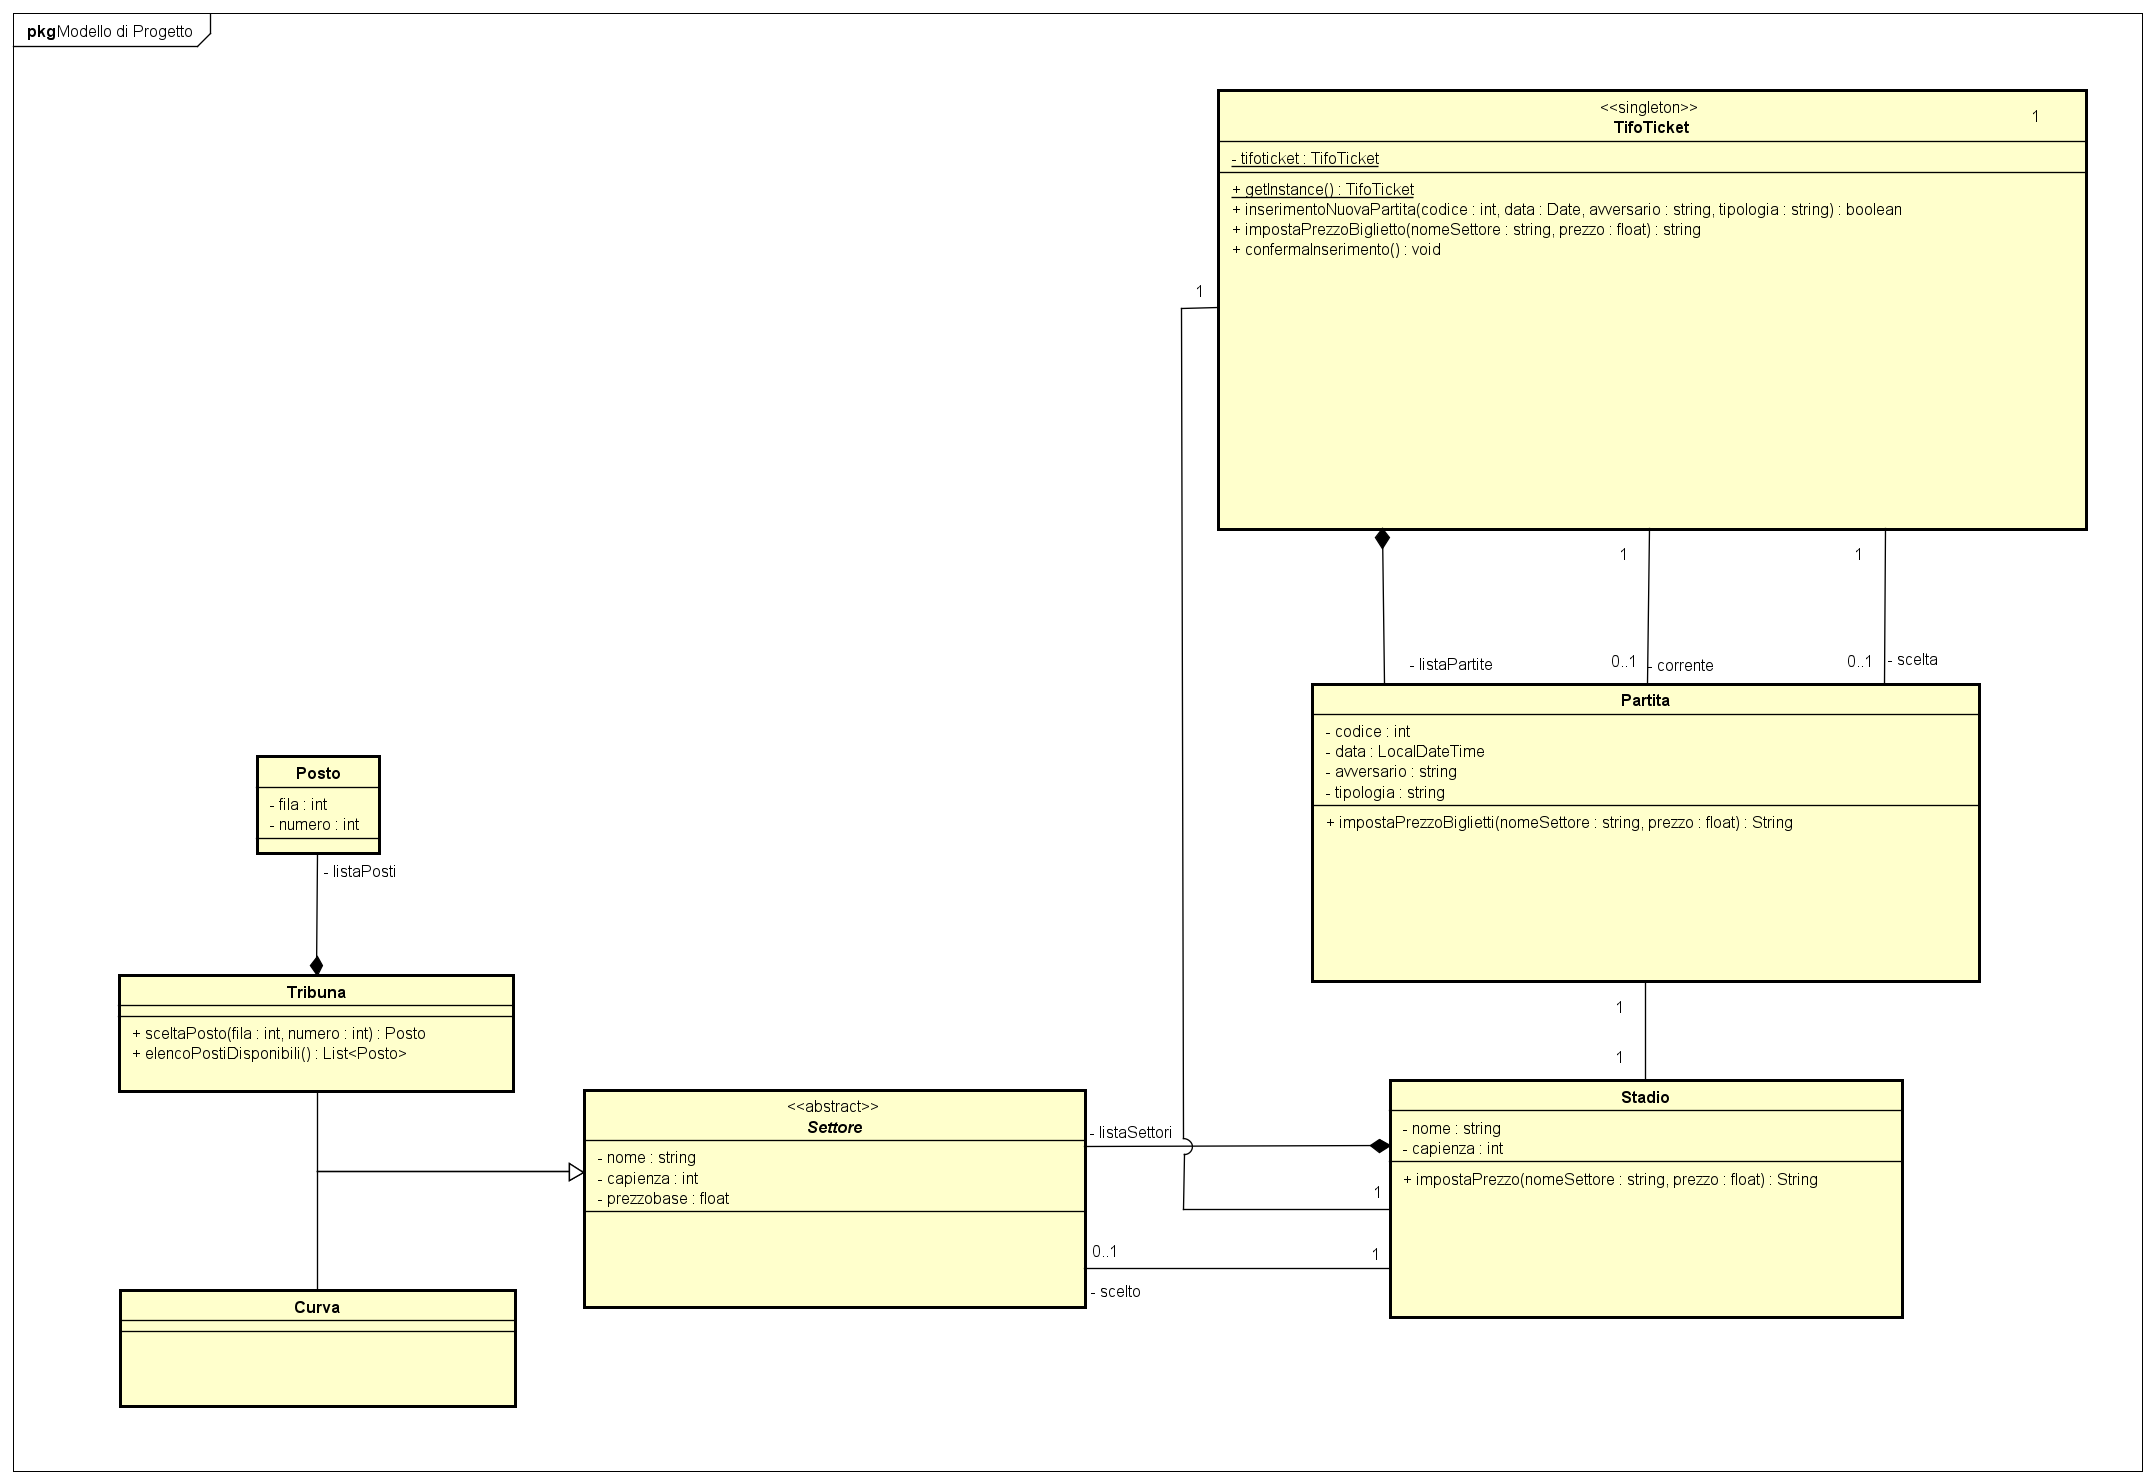 pkg Modello di Progetto
<<singleton>>
TifoTicket
1
- tifoticket : TifoTicket
+ getInstance() : TifoTicket
+ inserimentoNuovaPartita(codice : int, data : Date, avversario : string, tipologia : string) : boolean
+ impostaPrezzoBiglietto(nomeSettore : string, prezzo : float) : string
+ confermaInserimento() : void
1
1
1
- listaPartite
0..1
- corrente
0..1
- scelta
Partita
- codice : int
- data : LocalDateTime
- avversario : string
- tipologia : string
+ impostaPrezzoBiglietti(nomeSettore : string, prezzo : float) : String
Posto
- fila : int
- numero : int
- listaPosti
Tribuna
+ sceltaPosto(fila : int, numero : int) : Posto
+ elencoPostiDisponibili() : List<Posto>
1
1
<<abstract>>
Settore
- nome : string
- capienza : int
- prezzobase : float
- listaSettori
1
0..1
1
- scelto
Stadio
- nome : string
- capienza : int
+ impostaPrezzo(nomeSettore : string, prezzo : float) : String
Curva